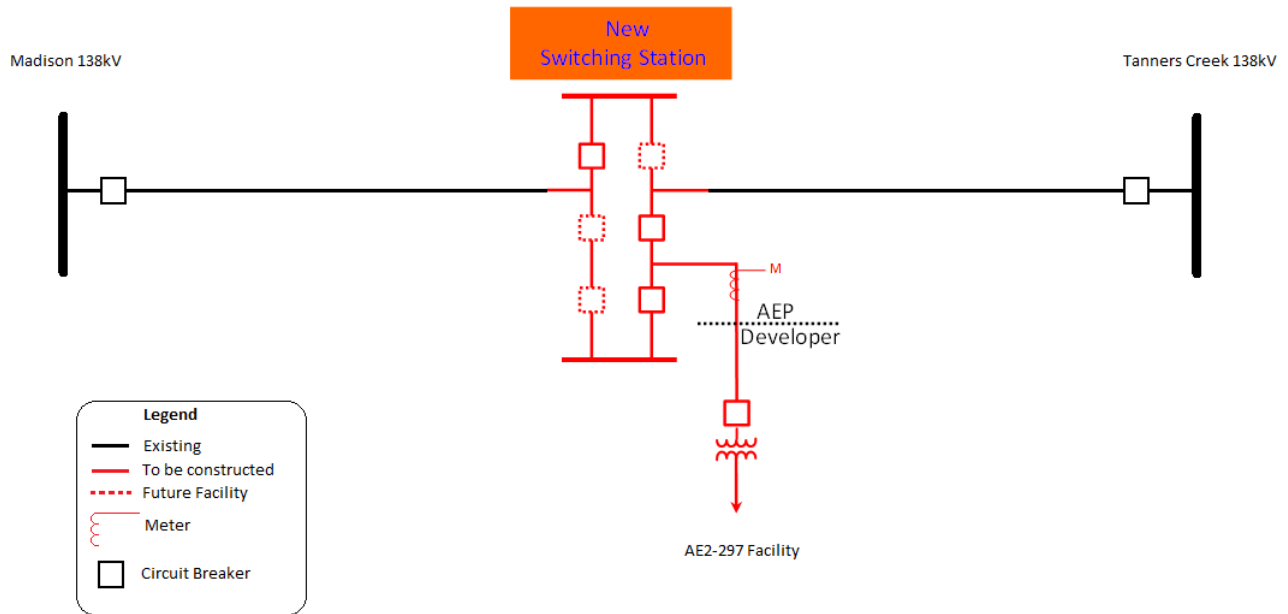 New
Switching Station
Madison 138kV
Tanners Creek 138kV
M
AEP
Developer
Legend
Existing
To be constructed
Future Facility
Meter
Circuit Breaker
AE2-297 Facility